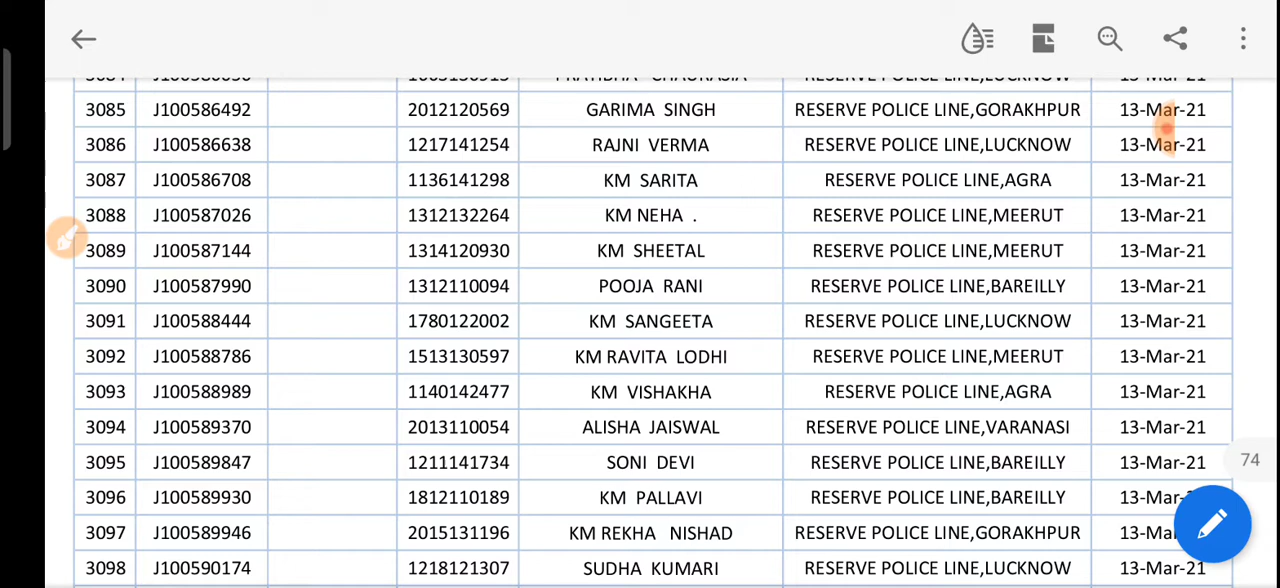 3085 J100586492 2012120569 GARIMA SINGH RESERVE POLICE LINE,GORAKHPUR 13-Mar-21
3086 J100586638 1217141254 RAJNI VERMA RESERVE POLICE LINE,LUCKNOW 13-Mar-21
3087 J100586708 1136141298 KM SARITA RESERVE POLICE LINE,AGRA 13-Mar-21
3088 J100587026 1312132264 KM NEHA . RESERVE POLICE LINE,MEERUT 13-Mar-21
3089 J100587144 1314120930 KM SHEETAL RESERVE POLICE LINE,MEERUT 13-Mar-21
3090 J100587990 1312110094 POOJA RANI RESERVE POLICE LINE,BAREILLY 13-Mar-21
3091 J100588444 1780122002 KM SANGEETA RESERVE POLICE LINE,LUCKNOW 13-Mar-21
3092 J100588786 1513130597 KM RAVITA LODHI RESERVE POLICE LINE,MEERUT 13-Mar-21
3093 J100588989 1140142477 KM VISHAKHA RESERVE POLICE LINE,AGRA 13-Mar-21
3094 J100589370 2013110054 ALISHA JAISWAL RESERVE POLICE LINE,VARANASI 13-Mar-21
74
3095 J100589847 1211141734 SONI DEVI RESERVE POLICE LINE,BAREILLY 13-Mar-21
3096 J100589930 1812110189 KM PALLAVI RESERVE POLICE LINE,BAREILLY 13-Mar-
3097 J100589946 2015131196 KM REKHA NISHAD RESERVE POLICE LINE,GORAKHPUR 13-Ma
3098 J100590174 1218121307 SUDHA KUMARI RESERVE POLICE LINE,LUCKNOW 13-Mar-21